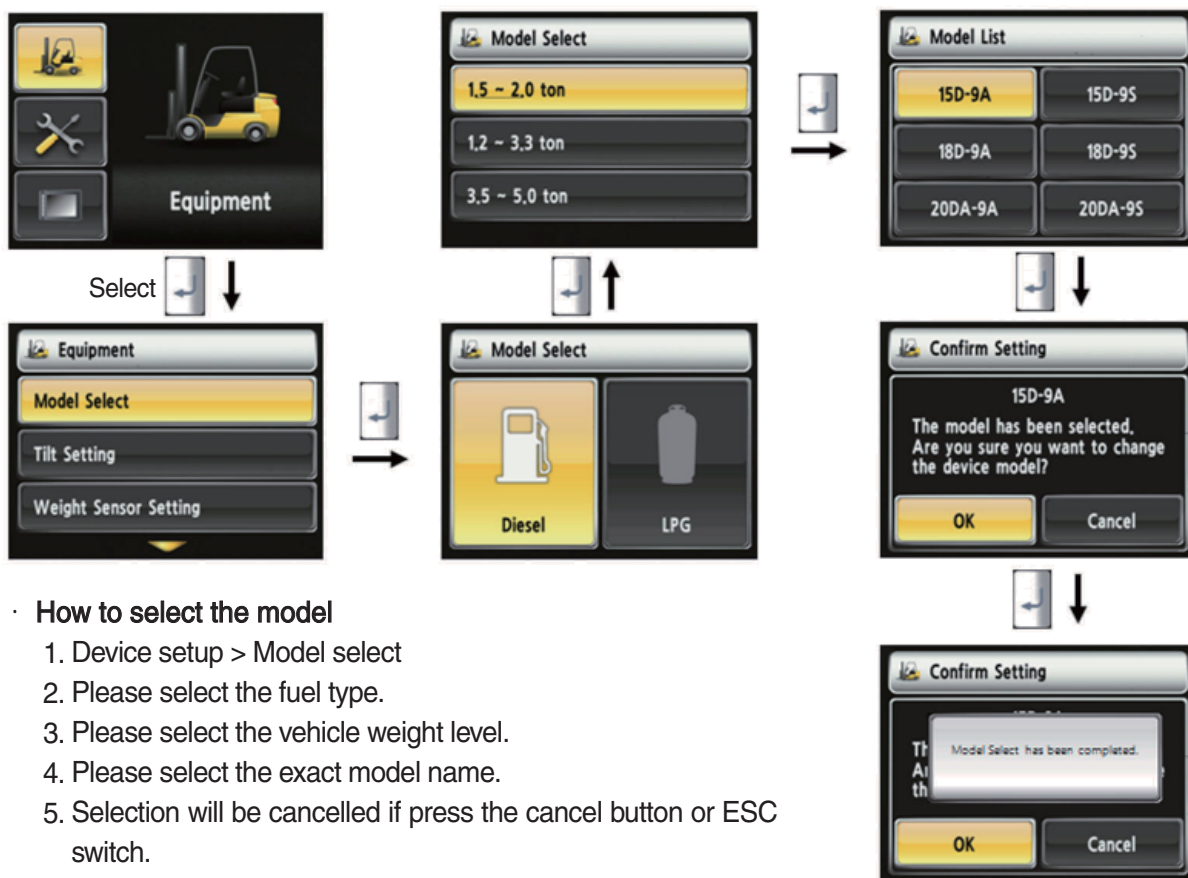 Equipment
Select
Equipment
Model Select
Tilt Setting
Weight Sensor Setting
Model Select
Diesel
LPG
Model Select
1.5 ~ 2.0 ton
1.2 ~ 3.3 ton
3.5 ~ 5.0 ton
Model List
15D-9A 15D-9S
18D-9A 18D-9S
20DA-9A 20DA-9S
Confirm Setting
15D-9A
The model has been selected.
Are you sure you want to change
the device model?
OK Cancel
Confirm Setting
Model Select has been completed.
OK Cancel
· How to select the model
1. Device setup > Model select
2. Please select the fuel type.
3. Please select the vehicle weight level.
4. Please select the exact model name.
5. Selection will be cancelled if press the cancel button or ESC
switch.